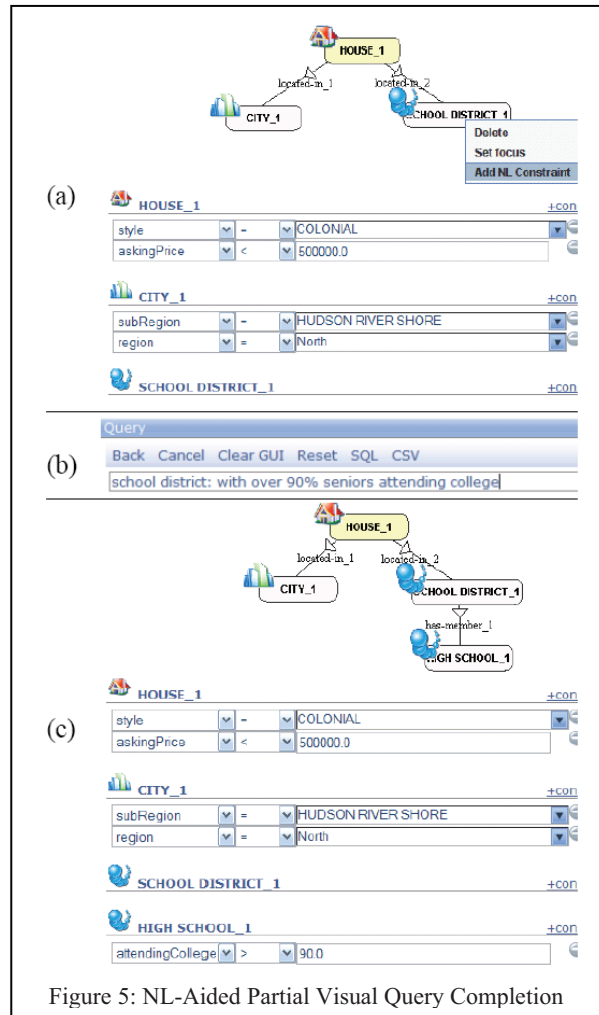 HOUSE_1
located-in_1 located-in_2
CITY_1 SCHOOL DISTRICT_1
Delete
Set focus
Add NL Constraint
(a)
HOUSE_1 +con
style = COLONIAL
askingPrice < 500000.0
CITY_1 +con
subRegion = HUDSON RIVER SHORE
region = North
SCHOOL DISTRICT_1 +con
(b)
Query
Back Cancel Clear GUI Reset SQL CSV
school district: with over 90% seniors attending college
HOUSE_1
located-in_1 located-in_2
CITY_1 SCHOOL DISTRICT_1
has-member_1
HIGH SCHOOL_1
(c)
HOUSE_1 +con
style = COLONIAL
askingPrice < 500000.0
CITY_1 +con
subRegion = HUDSON RIVER SHORE
region = North
SCHOOL DISTRICT_1 +con
HIGH SCHOOL_1 +con
attendingCollege > 90.0
Figure 5: NL-Aided Partial Visual Query Completion